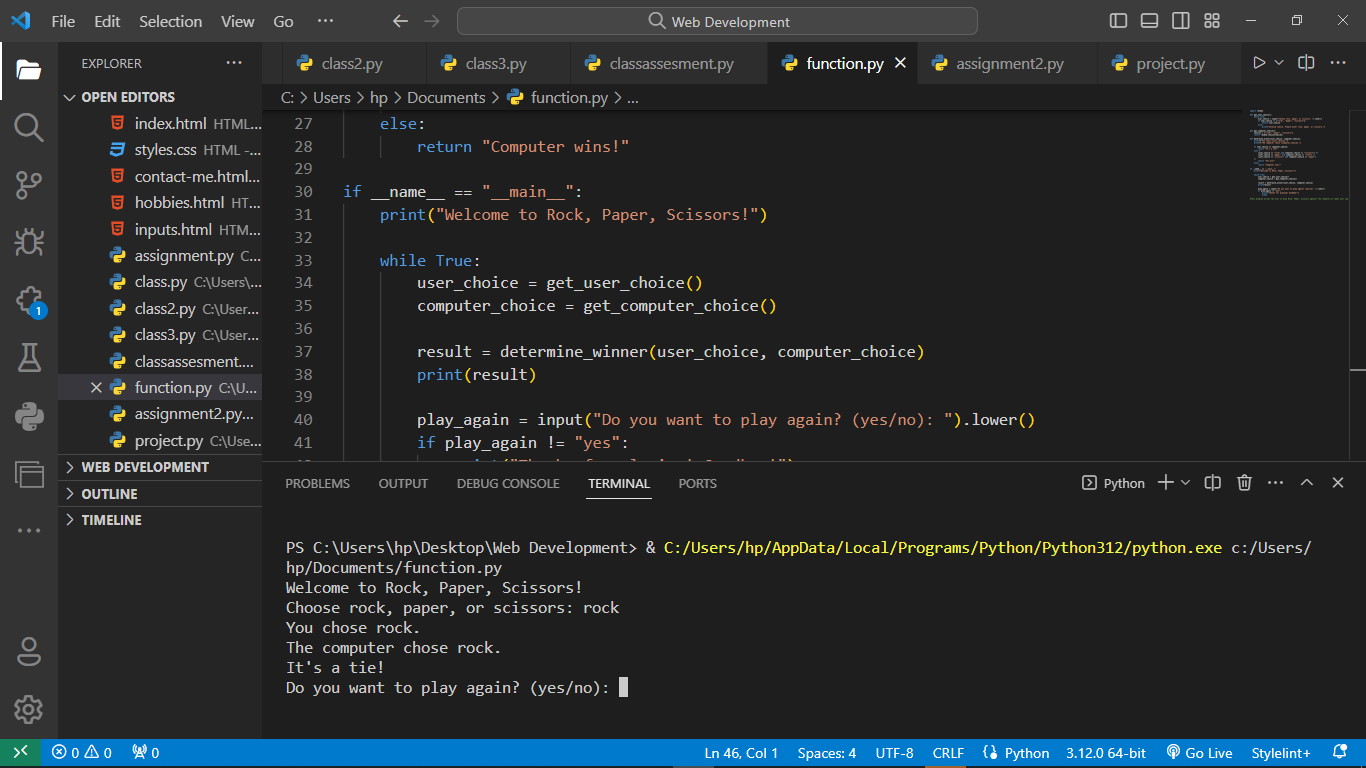 File Edit Selection View Go ··· Web Development
EXPLORER ···
OPEN EDITORS
index.html HTML...
styles.css HTML -...
contact-me.html...
hobbies.html HT...
inputs.html HTM...
assignment.py C...
class.py C:\Users\...
class2.py C:\User...
class3.py C:\User...
classassesment....
function.py C:\U...
assignment2.py...
project.py C:\Use...
WEB DEVELOPMENT
OUTLINE
TIMELINE
1
class2.py class3.py classassesment.py function.py assignment2.py project.py
C: > Users > hp > Documents > function.py > ...
27 else:
28 return "Computer wins!"
29
30 if __name__ == "__main__":
31 print("Welcome to Rock, Paper, Scissors!")
32
33 while True:
34 user_choice = get_user_choice()
35 computer_choice = get_computer_choice()
36
37 result = determine_winner(user_choice, computer_choice)
38 print(result)
39
40 play_again = input("Do you want to play again? (yes/no): ").lower()
41 if play_again != "yes":
PROBLEMS OUTPUT DEBUG CONSOLE TERMINAL PORTS Python
PS C:\Users\hp\Desktop\Web Development> & C:/Users/hp/AppData/Local/Programs/Python/Python312/python.exe c:/Users/
hp/Documents/function.py
Welcome to Rock, Paper, Scissors!
Choose rock, paper, or scissors: rock
You chose rock.
The computer chose rock.
It's a tie!
Do you want to play again? (yes/no):
0 0 0 Ln 46, Col 1 Spaces: 4 UTF-8 CRLF Python 3.12.0 64-bit Go Live Stylelint+